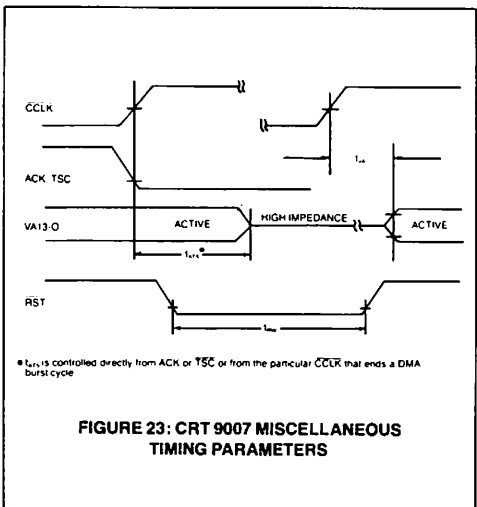 CCLK
ACK TSC
VA13-0
ACTIVE
HIGH IMPEDANCE
ACTIVE
RST
* tATS is controlled directly from ACK or TSC or from the particular CCLK that ends a DMA
burst cycle
FIGURE 23: CRT 9007 MISCELLANEOUS
TIMING PARAMETERS